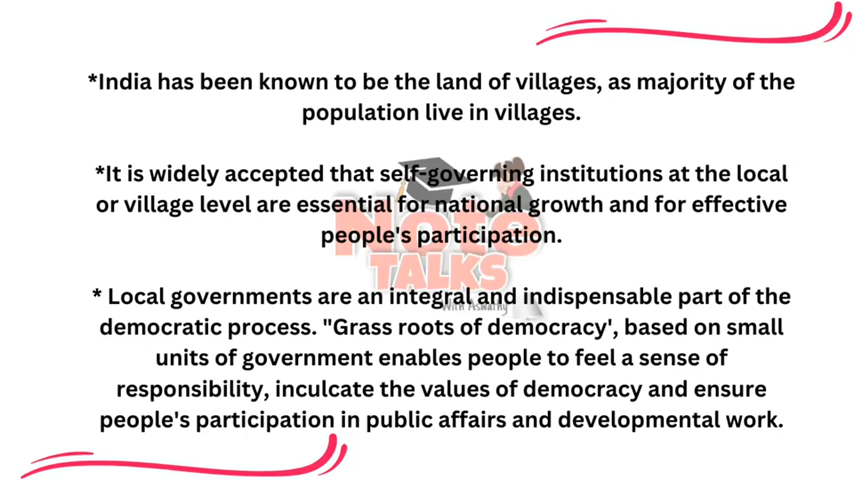 *India has been known to be the land of villages, as majority of the
population live in villages.
*It is widely accepted that self-governing institutions at the local
or village level are essential for national growth and for effective
people's participation.
* Local governments are an integral and indispensable part of the
democratic process. "Grass roots of democracy', based on small
units of government enables people to feel a sense of
responsibility, inculcate the values of democracy and ensure
people's participation in public affairs and developmental work.
Note
TALKS
With Aswathy